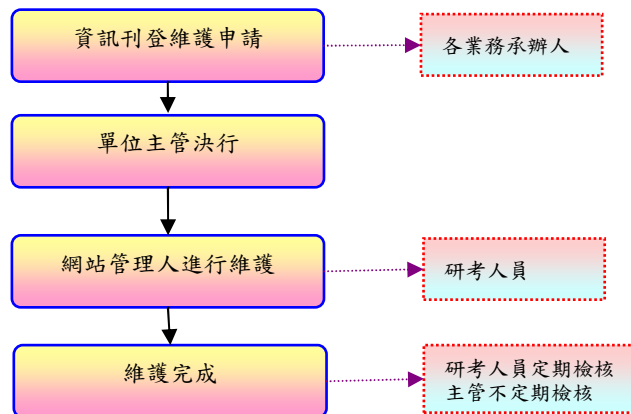 資訊刊登維護申請
各業務承辦人
單位主管決行
網站管理人進行維護
研考人員
維護完成
研考人員定期檢核
主管不定期檢核